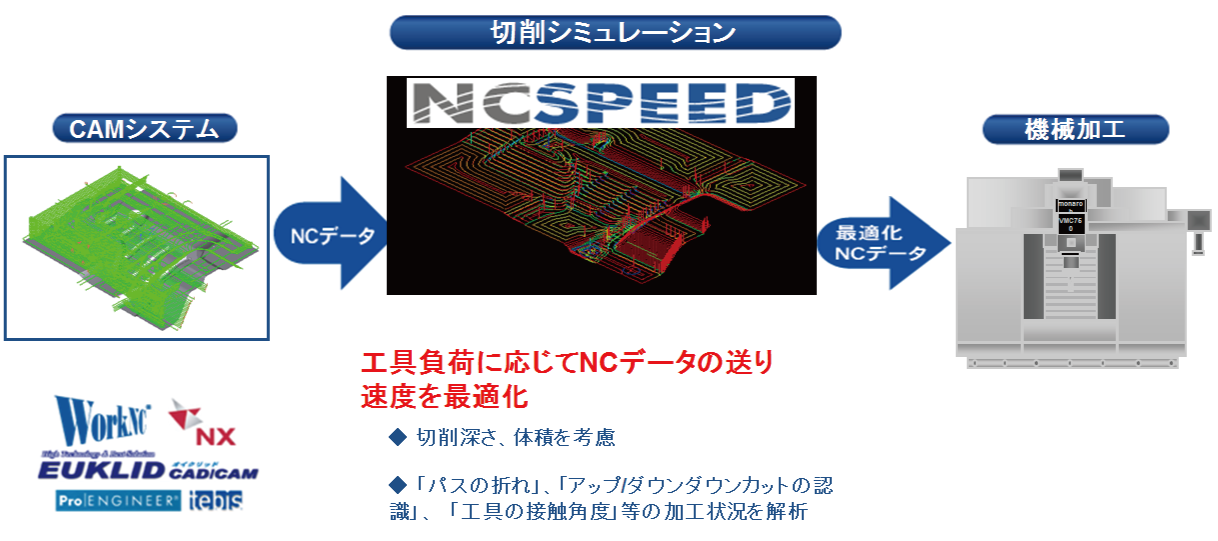 切削シミュレーション
NCSPEED
CAMシステム
機械加工
NCデータ
最適化
NCデータ
monaro
VMC75
0
工具負荷に応じてNCデータの送り
速度を最適化
◆ 切削深さ、体積を考慮
◆ 「パスの折れ」、「アップ/ダウンダウンカットの認
識」、「工具の接触角度」等の加工状況を解析
WorkNC
NX
High Technology & Best Solution
EUKLID メイクリッド CAD/CAM
Pro ENGINEER tebis